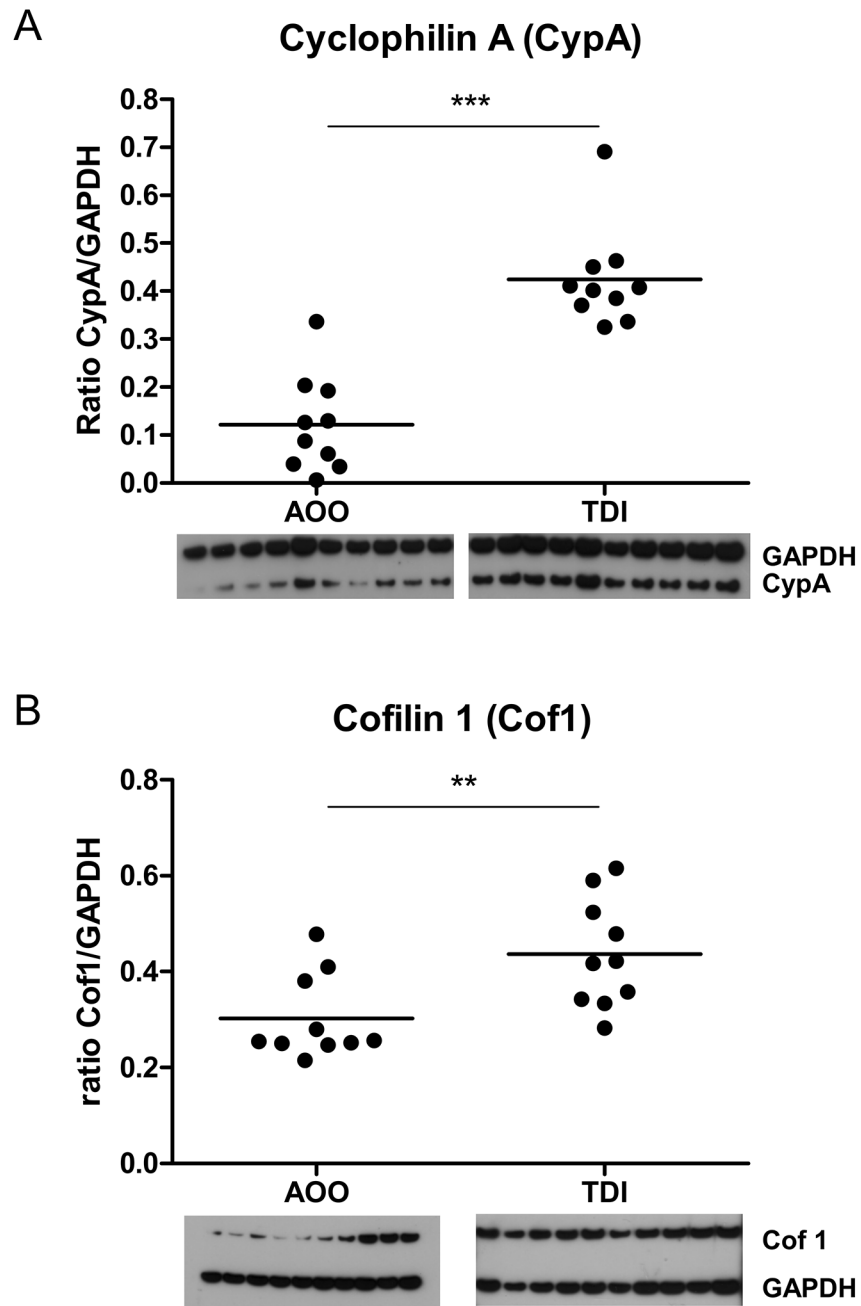 A
Cyclophilin A (CypA)
Ratio CypA/GAPDH
0.8
0.7
0.6
0.5
0.4
0.3
0.2
0.1
0.0
***
AOO
TDI
GAPDH
CypA
B
Cofilin 1 (Cof1)
ratio Cof1/GAPDH
0.8
0.6
0.4
0.2
0.0
**
AOO
TDI
Cof 1
GAPDH